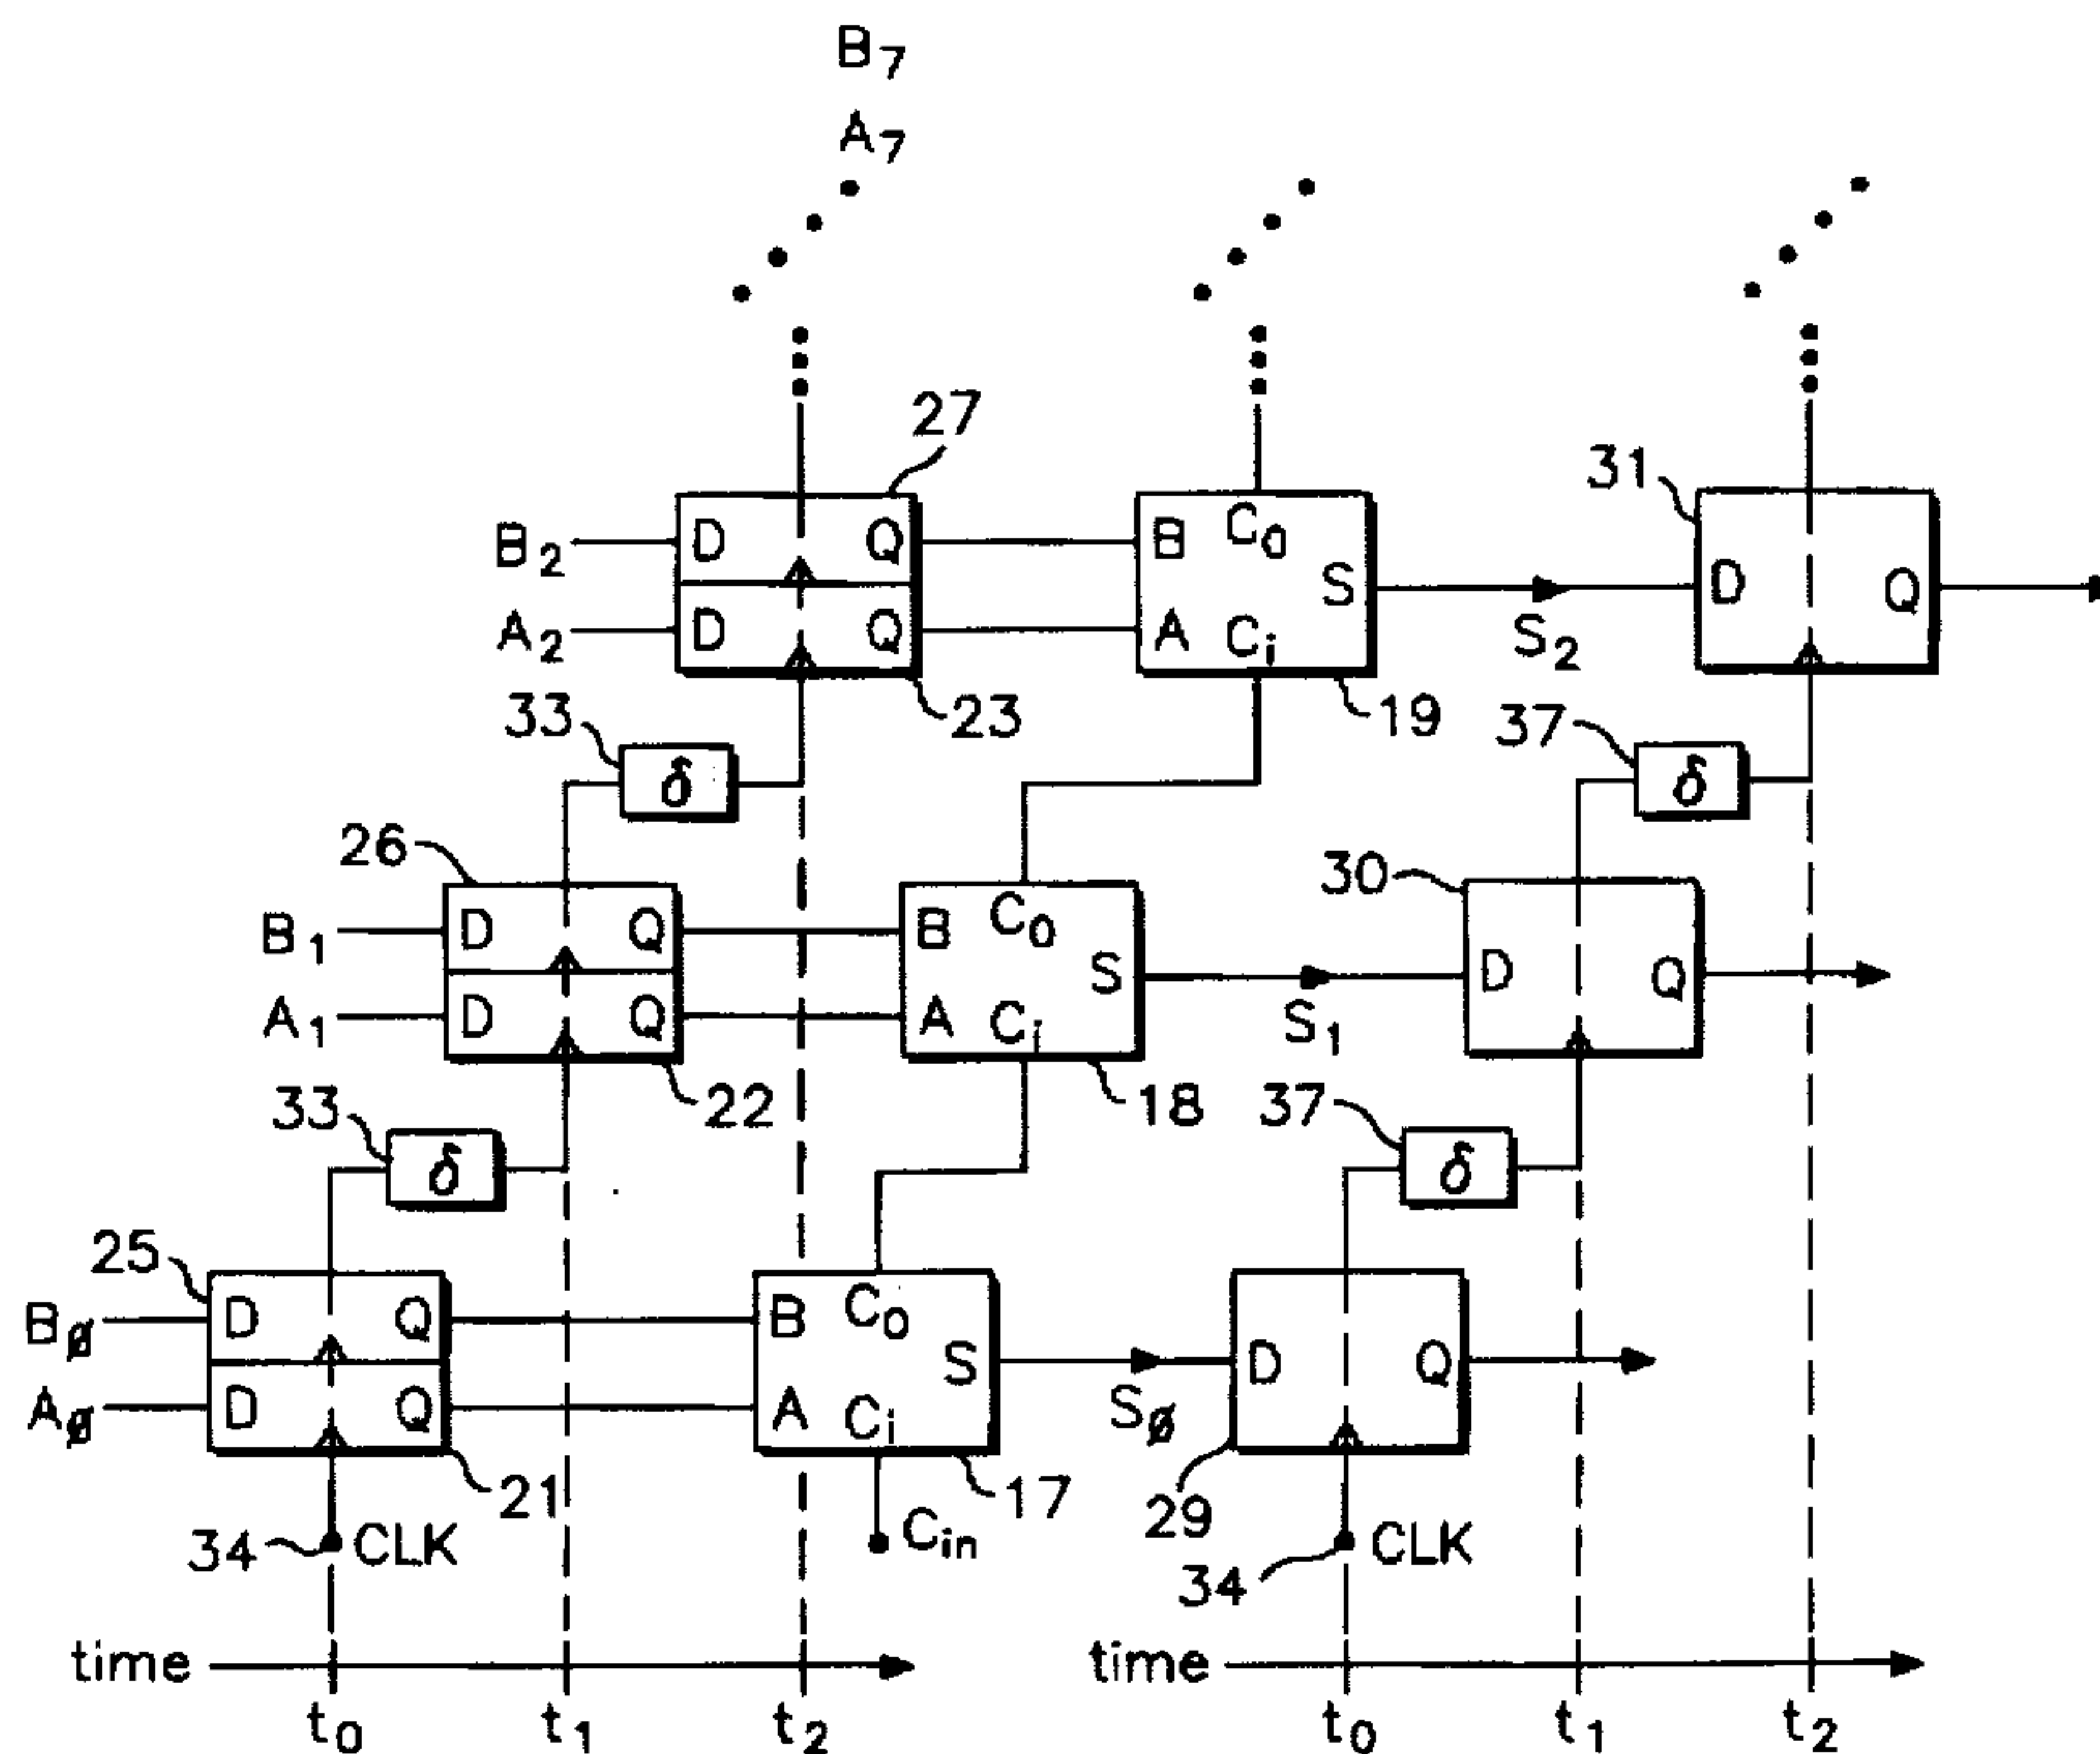 B7
A7
27
31
B2 D Q B C0 S D Q
A2 D Q A Ci S2
23 19
33 δ 37 δ
26 30
B1 D Q B C0 S D Q
A1 D Q A Ci S1
22 18
33 δ 37 δ
25
BØ D Q B C0 S D Q
AØ D Q A Ci SØ
21 17 29
34 CLK Cin 34 CLK
time time
t0 t1 t2 t0 t1 t2